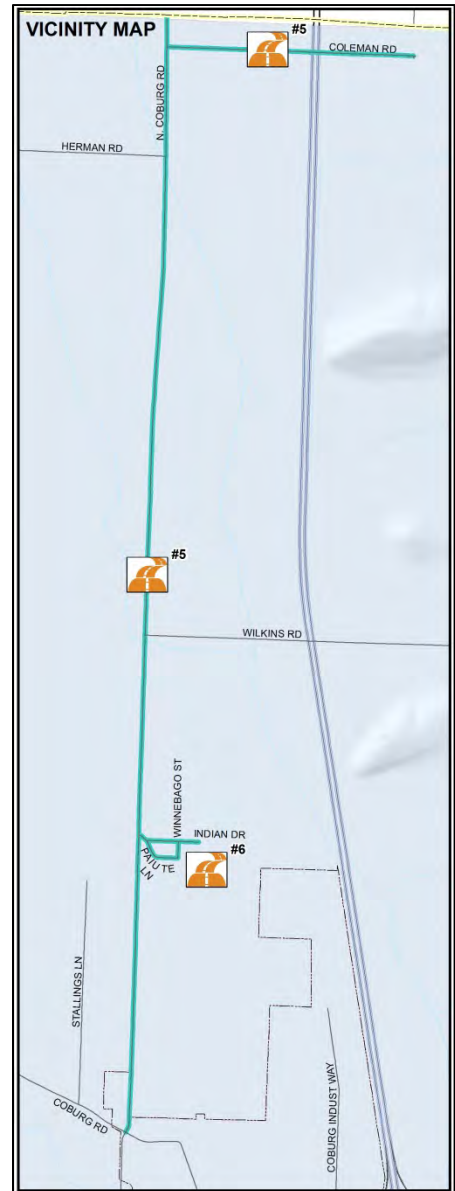 VICINITY MAP
#5
COLEMAN RD
N. COBURG RD
HERMAN RD
#5
WILKINS RD
WINNEBAGO ST
INDIAN DR
#6
PAIUTE
LN
STALLINGS LN
COBURG RD
COBURG INDUST WAY